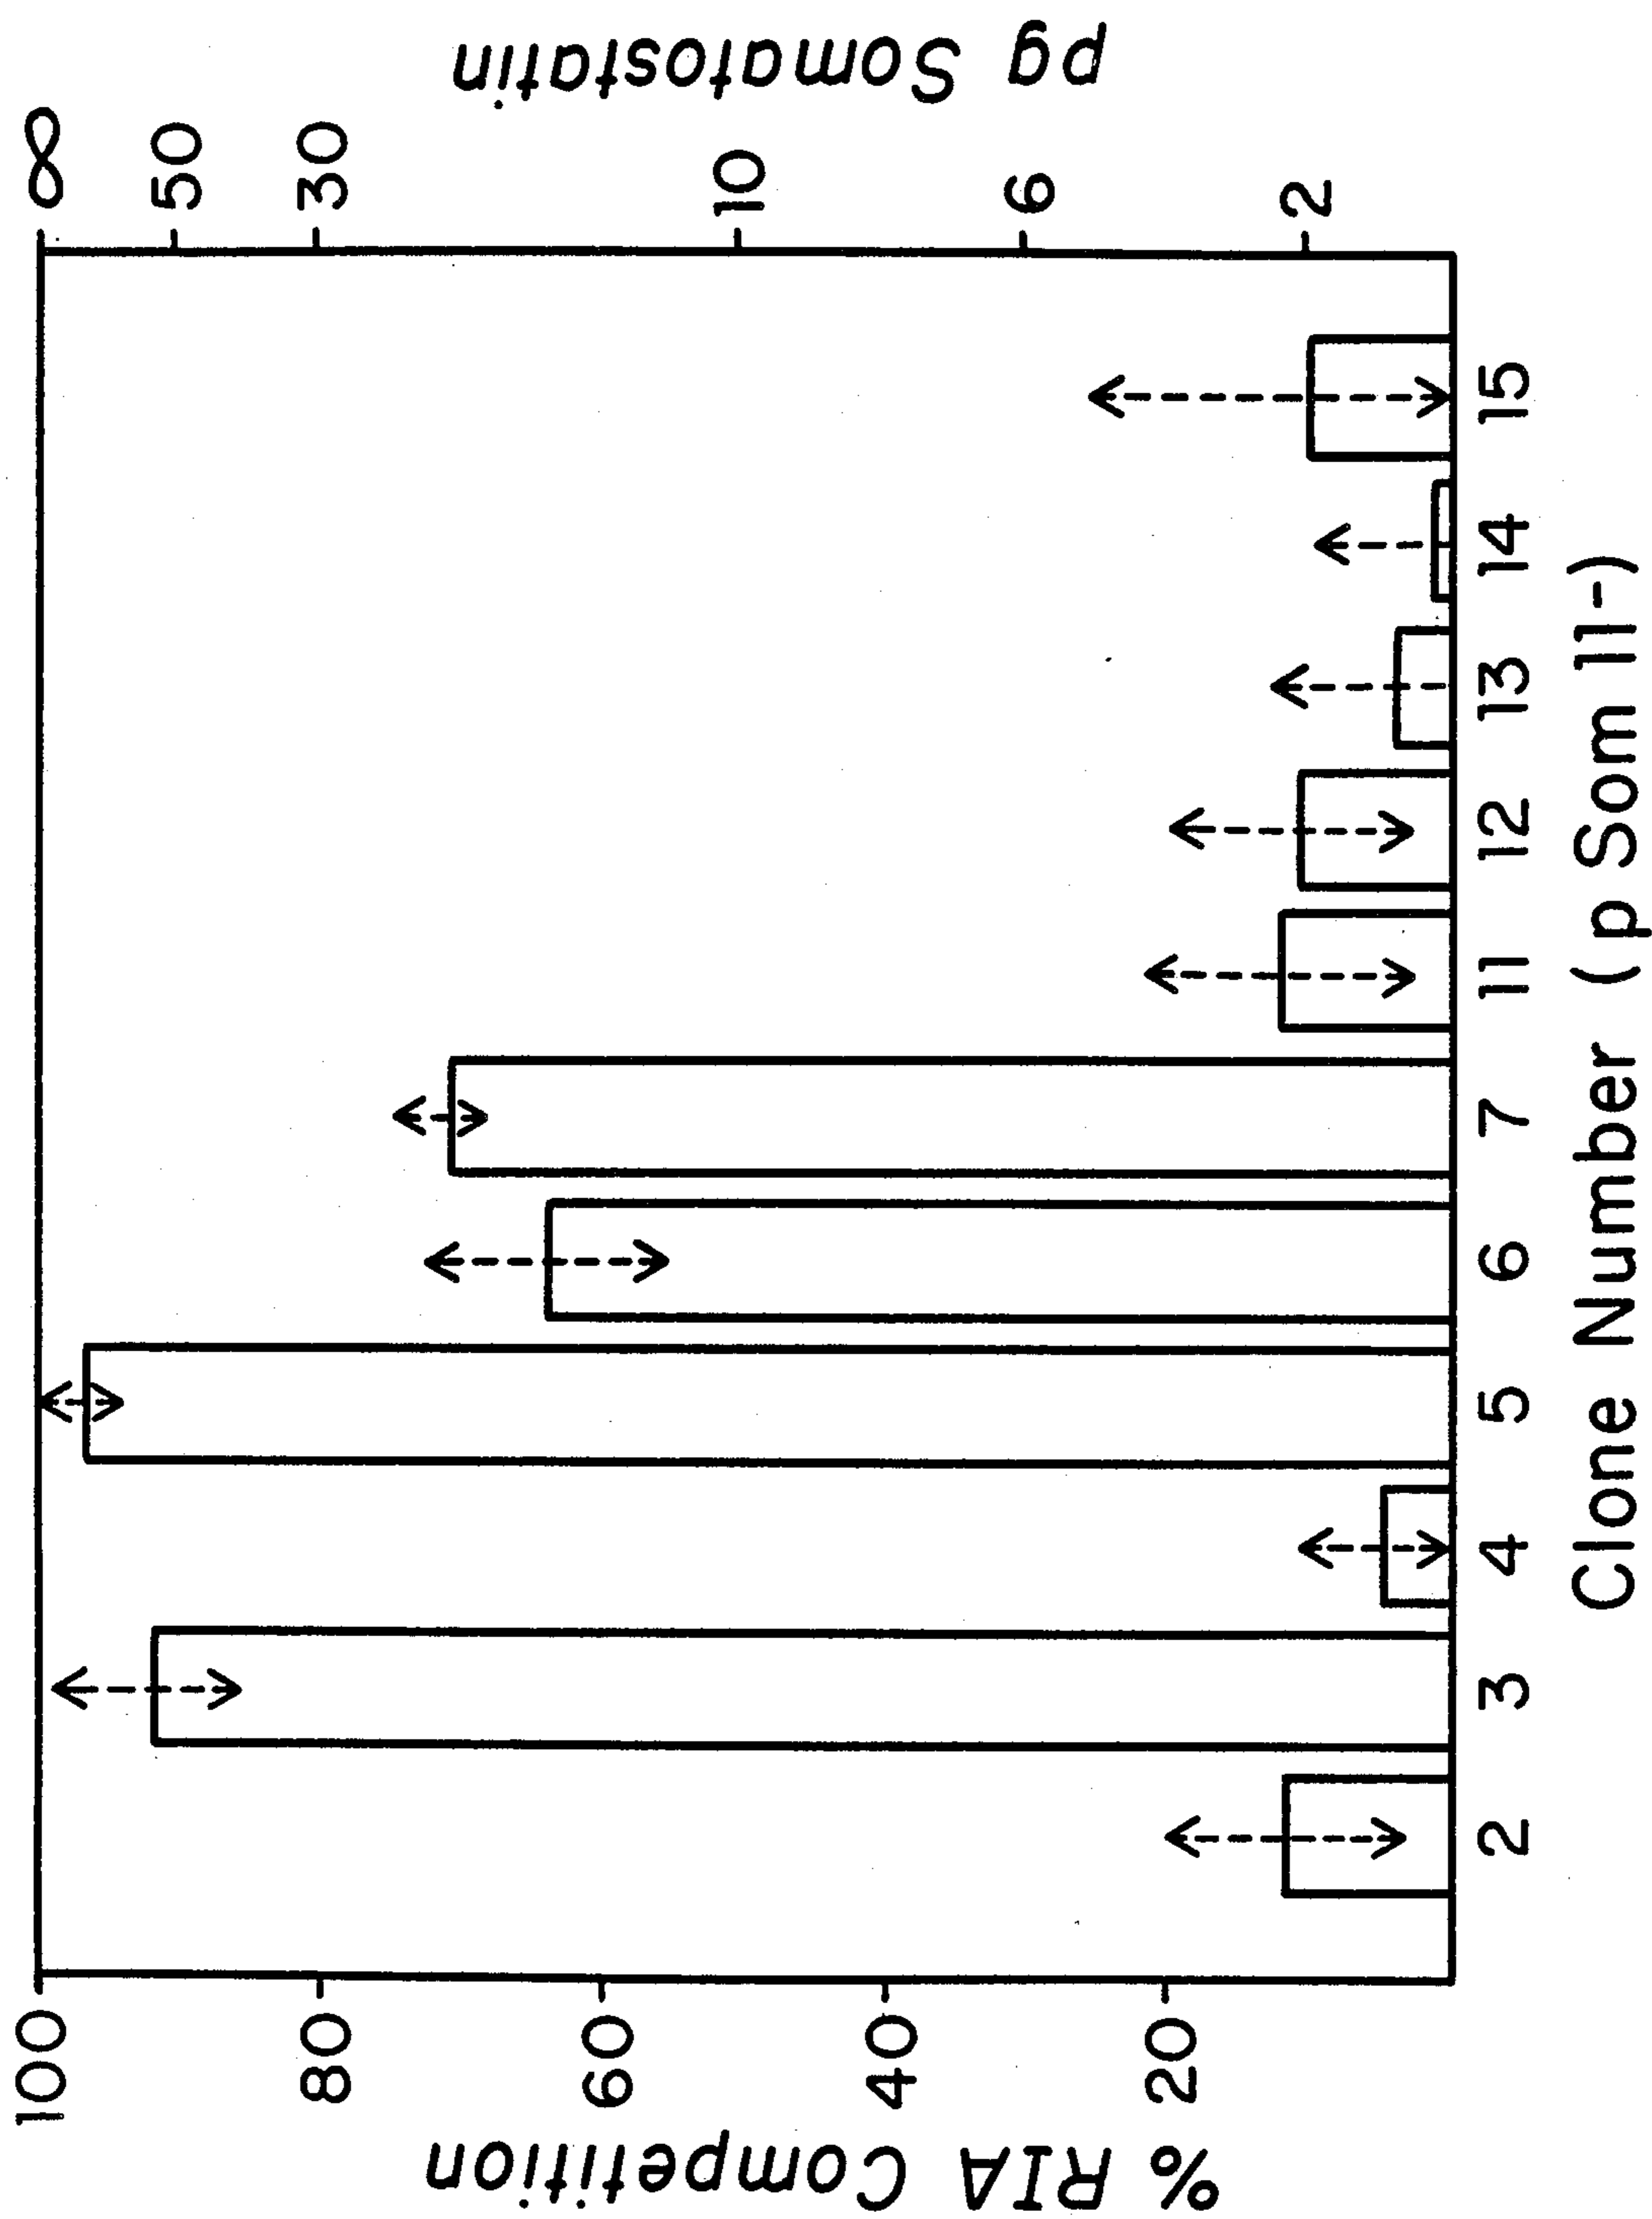 % RIA Competition
100
80
60
40
20
pg Somatostatin
∞
50
30
10
6
2
2 3 4 5 6 7 11 12 13 14 15
Clone Number (p Som 11-)